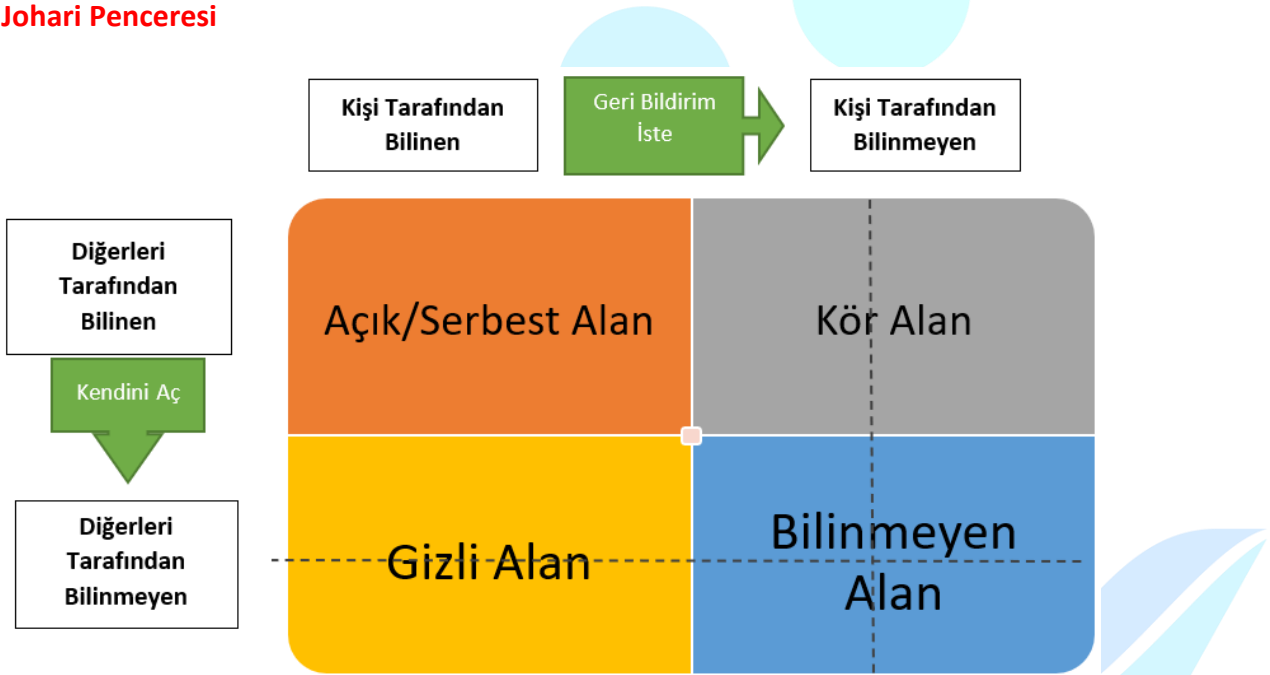 Johari Penceresi
Kişi Tarafından
Bilinen
Geri Bildirim
İste
Kişi Tarafından
Bilinmeyen
Diğerleri
Tarafından
Bilinen
Kendini Aç
Diğerleri
Tarafından
Bilinmeyen
Açık/Serbest Alan
Kör Alan
Gizli Alan
Bilinmeyen
Alan